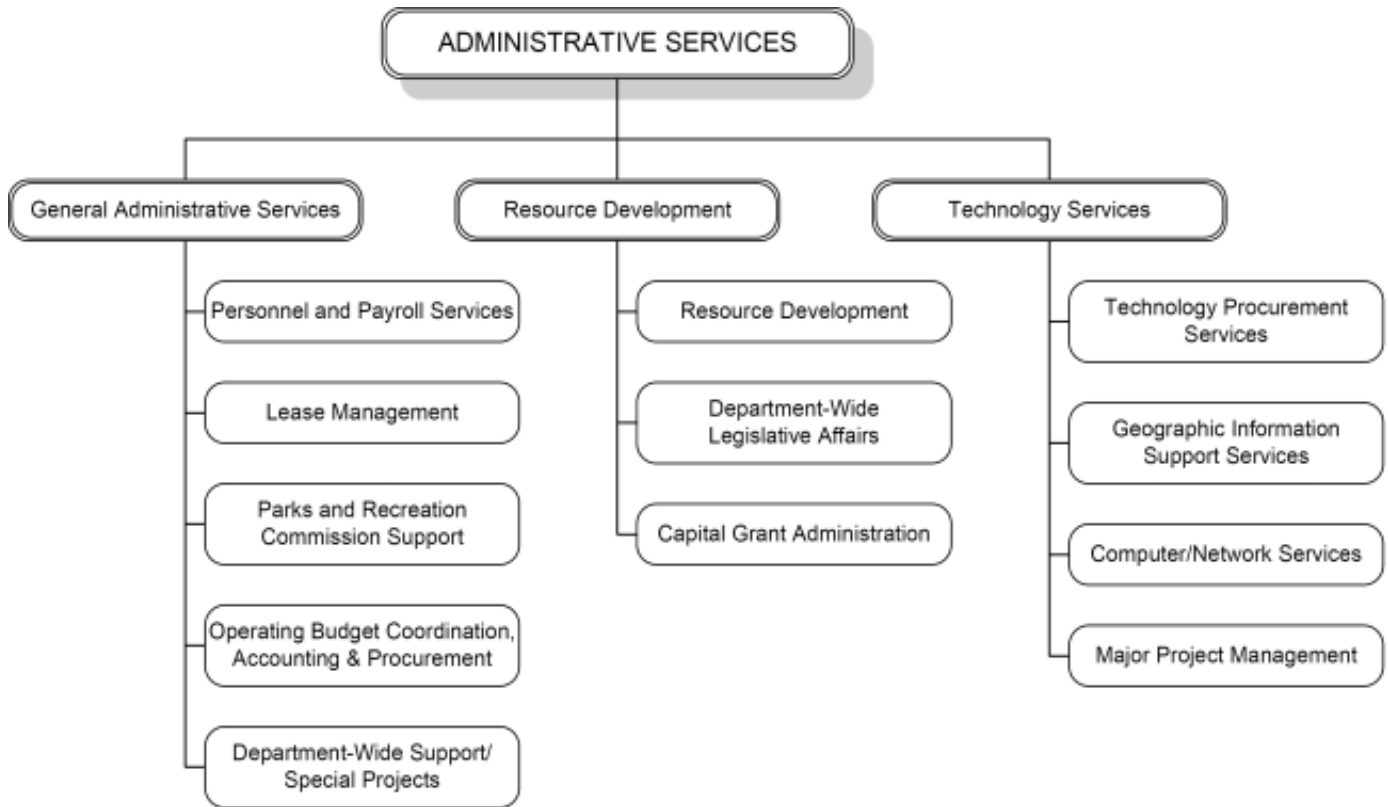 ADMINISTRATIVE SERVICES
General Administrative Services
Personnel and Payroll Services
Lease Management
Parks and Recreation
Commission Support
Operating Budget Coordination,
Accounting & Procurement
Department-Wide Support/
Special Projects
Resource Development
Resource Development
Department-Wide
Legislative Affairs
Capital Grant Administration
Technology Services
Technology Procurement
Services
Geographic Information
Support Services
Computer/Network Services
Major Project Management